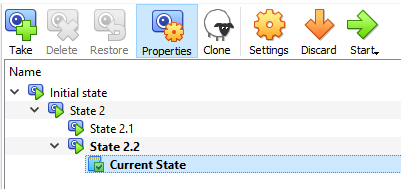 Take Delete Restore Properties Clone Settings Discard Start
Name
Initial state
State 2
State 2.1
State 2.2
Current State